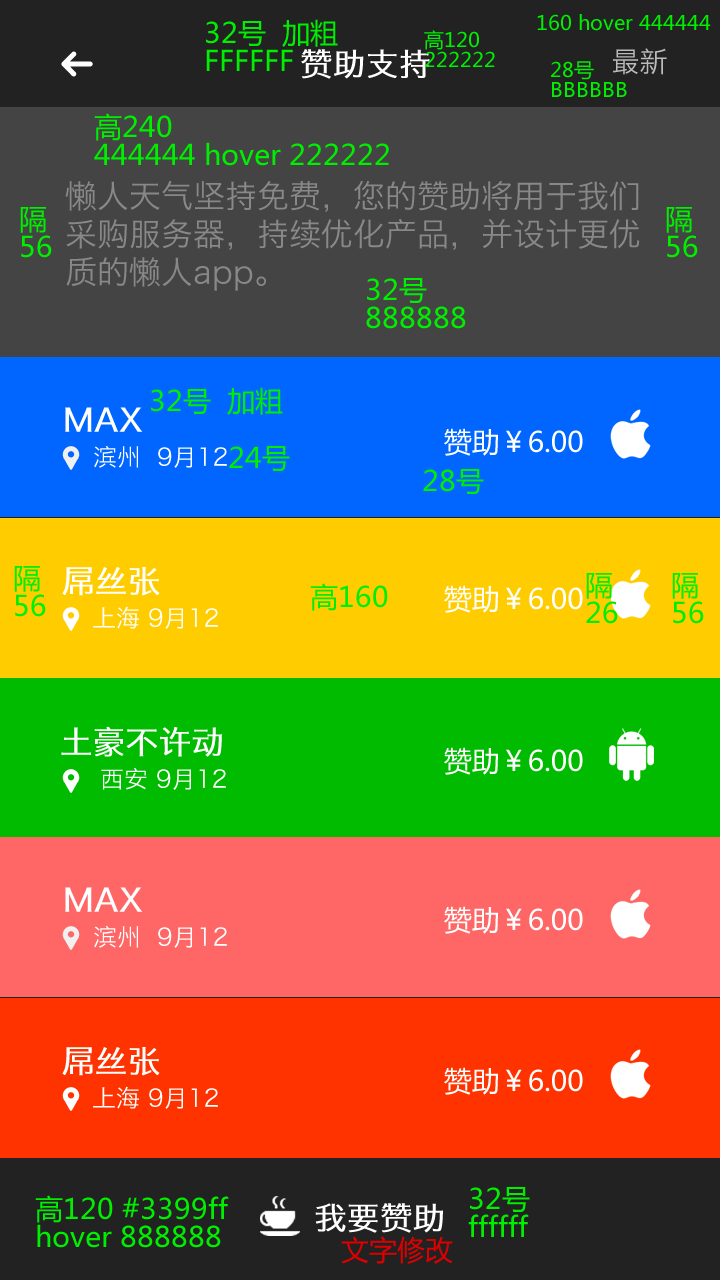 160 hover 444444
32号 加粗
FFFFFF
高120
222222
赞助支持
28号
BBBBBB
最新
高240
444444 hover 222222
隔
56
隔
56
懒人天气坚持免费，您的赞助将用于我们
采购服务器，持续优化产品，并设计更优
质的懒人app。
32号
888888
MAX
32号 加粗
滨州 9月12
24号
赞助￥6.00
28号
隔
56
屌丝张
上海 9月12
高160
赞助￥6.00
隔
26
隔
56
土豪不许动
西安 9月12
赞助￥6.00
MAX
滨州 9月12
赞助￥6.00
屌丝张
上海 9月12
赞助￥6.00
高120 #3399ff
hover 888888
我要赞助
文字修改
32号
ffffff